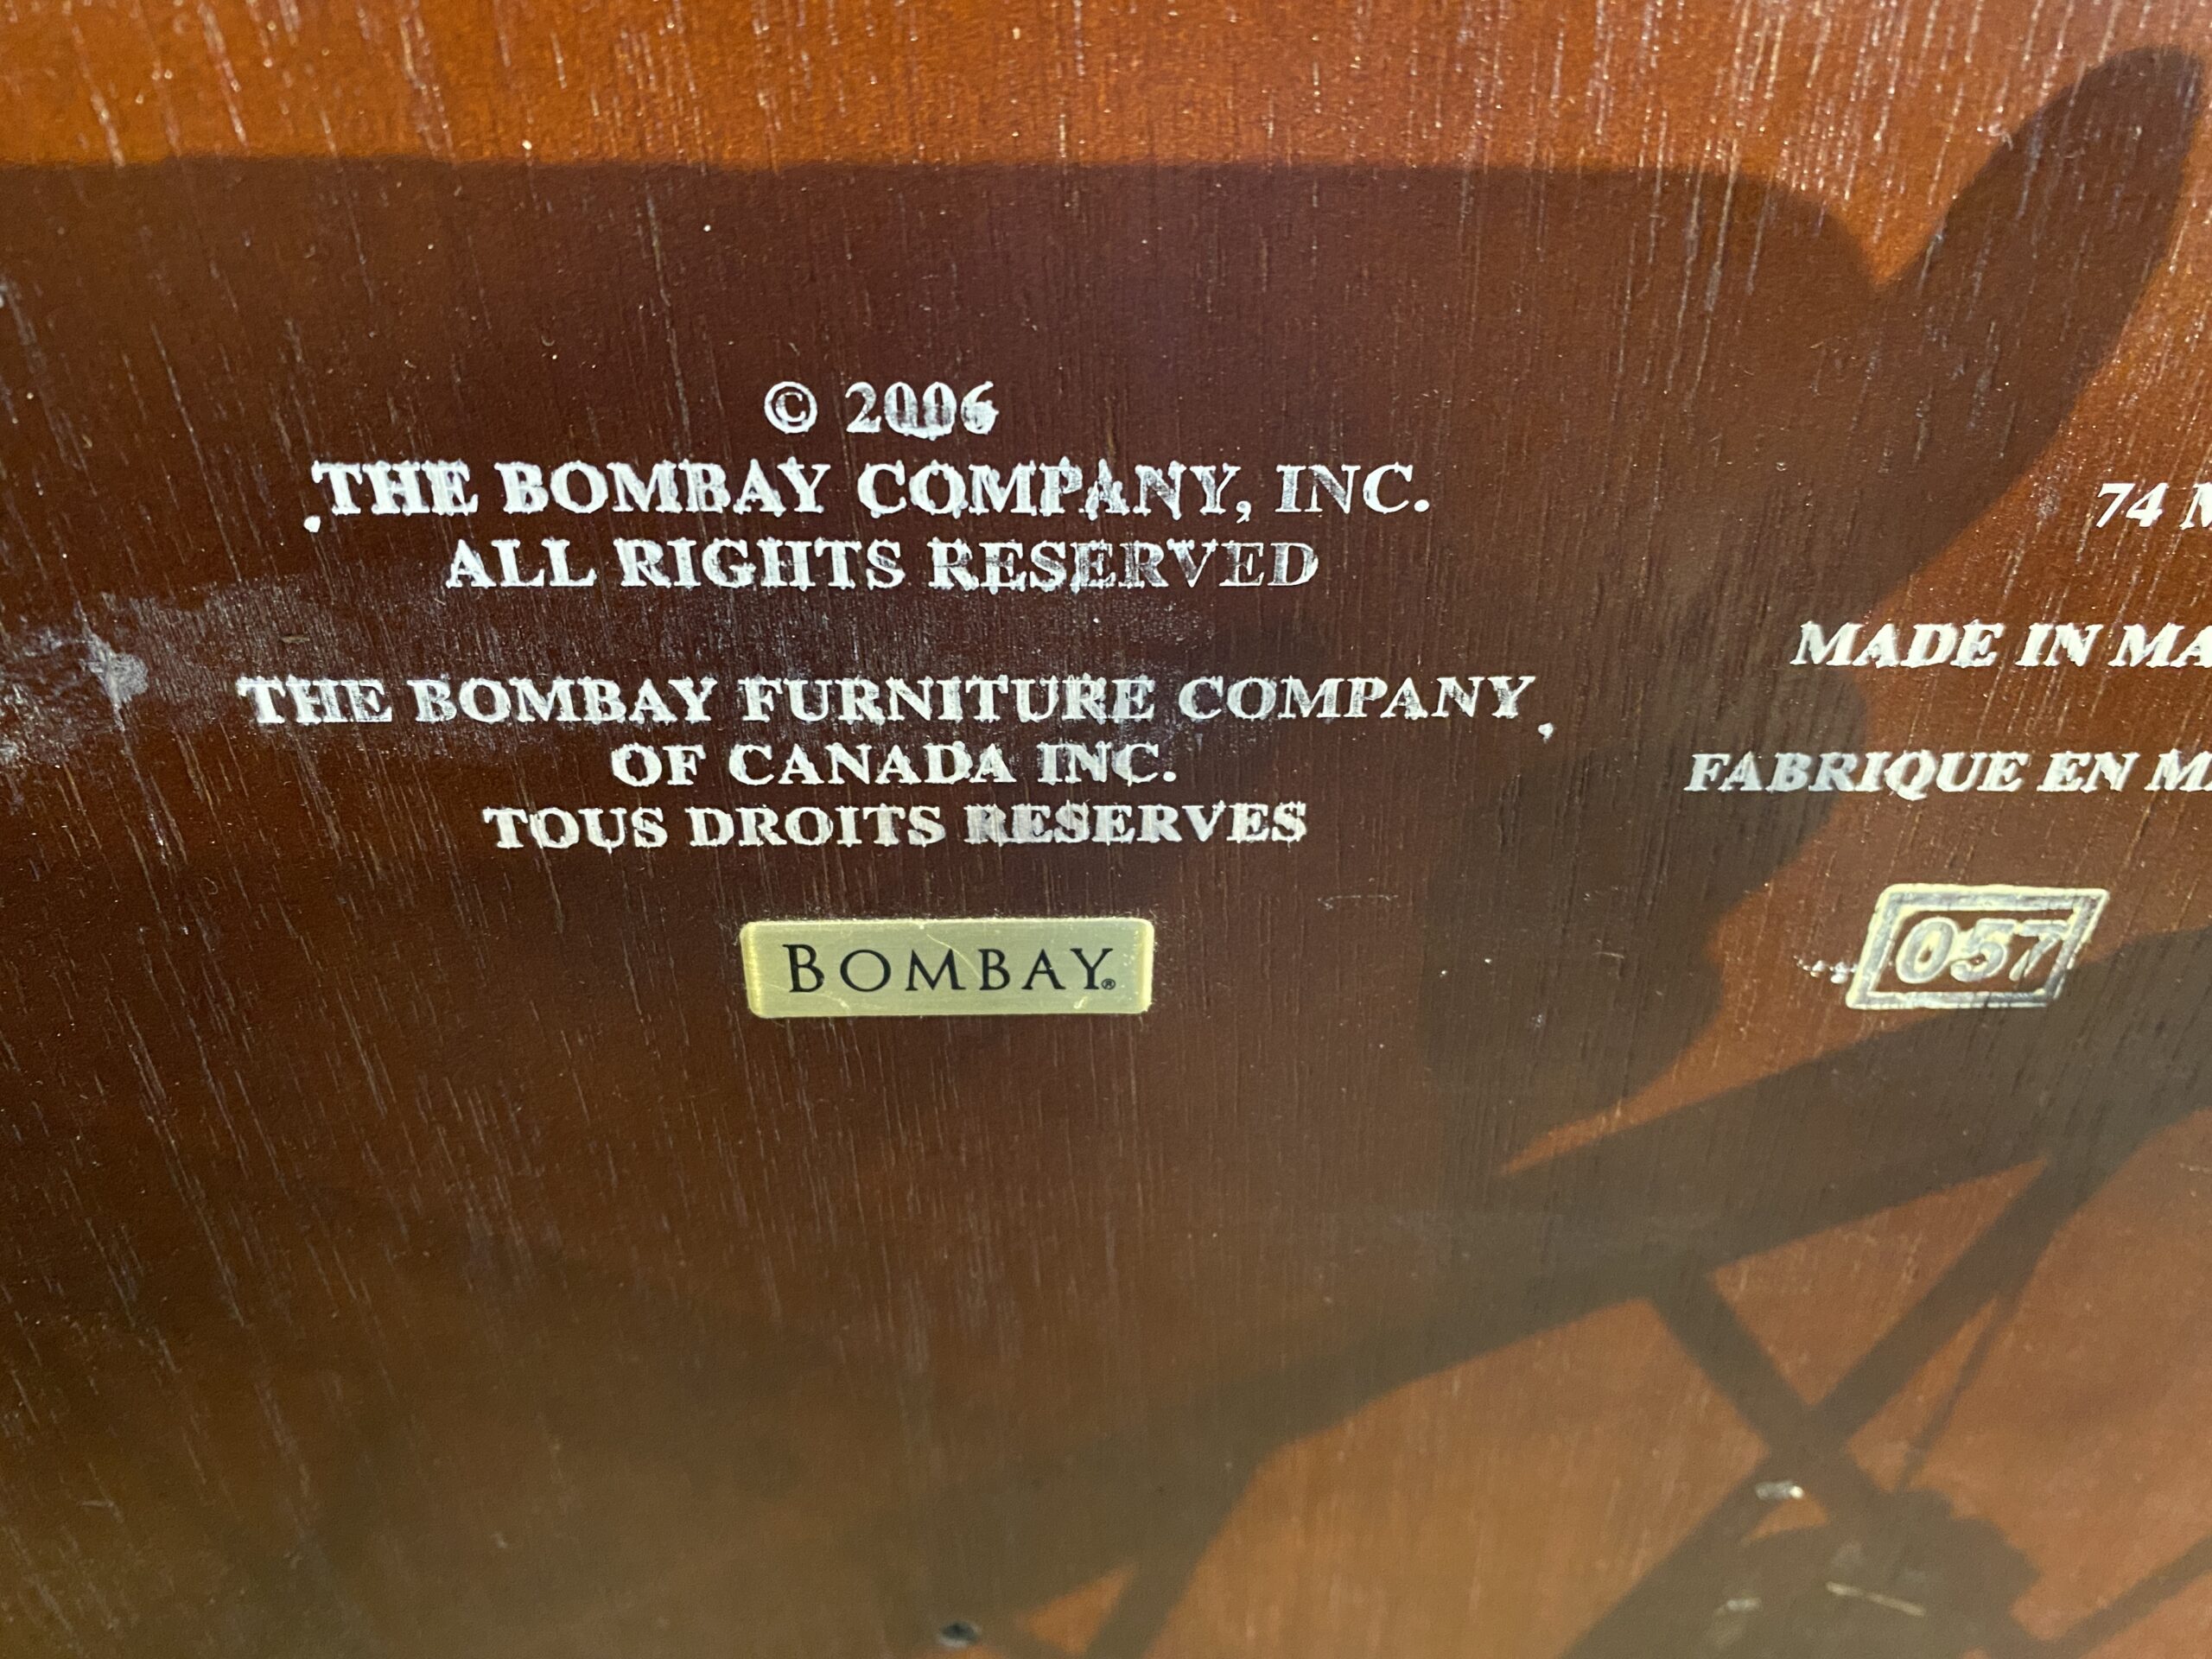 © 2006
THE BOMBAY COMPANY, INC.
ALL RIGHTS RESERVED
THE BOMBAY FURNITURE COMPANY,
OF CANADA INC.
TOUS DROITS RESERVES
BOMBAY®
74 M
MADE IN MA
FABRIQUE EN M
057